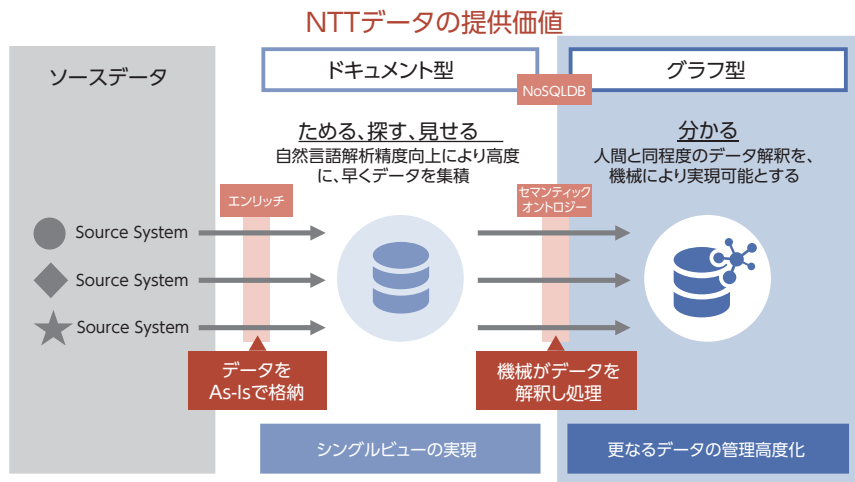 NTTデータの提供価値
ソースデータ
ドキュメント型
グラフ型
NoSQLDB
ためる、探す、見せる
自然言語解析精度向上により高度
に、早くデータを集積
分かる
人間と同程度のデータ解釈を、
機械により実現可能とする
エンリッチ
セマンティック
オントロジー
Source System
Source System
Source System
データを
As-Isで格納
機械がデータを
解釈し処理
シングルビューの実現
更なるデータの管理高度化